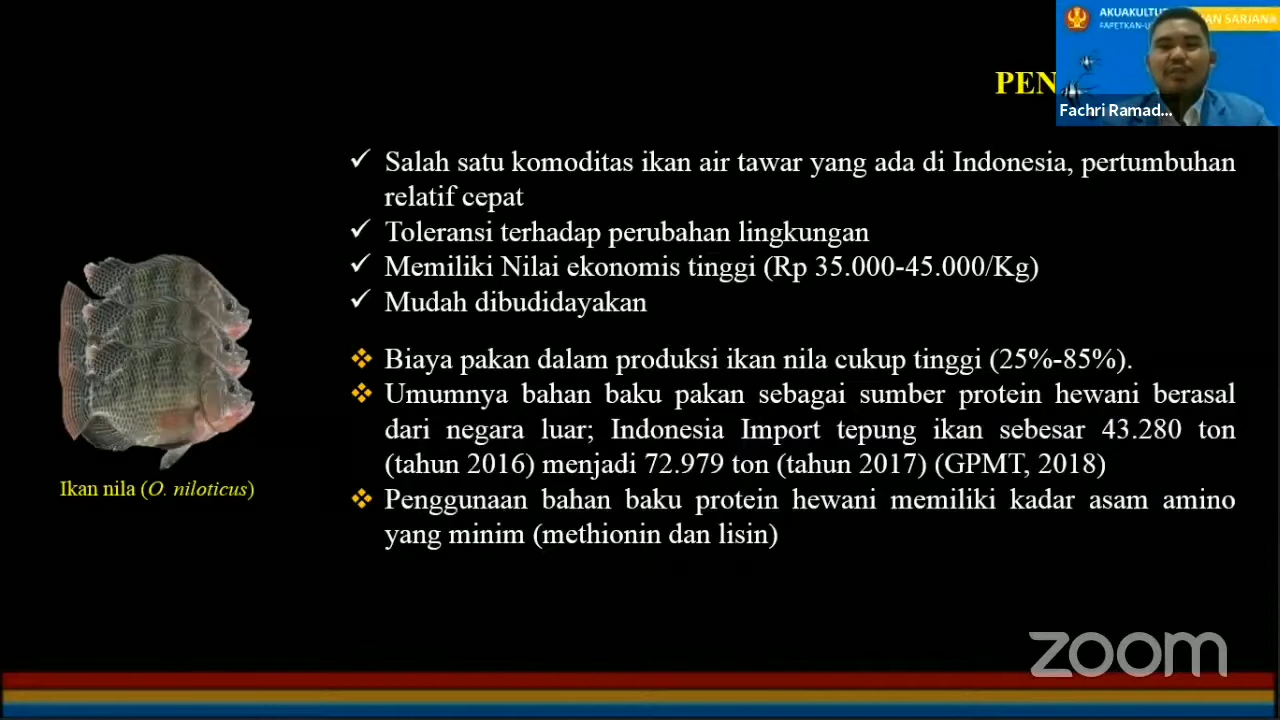 AKUAKULTU
AN SARJANA
PEN
Fachri Ramad...
✓ Salah satu komoditas ikan air tawar yang ada di Indonesia, pertumbuhan
relatif cepat
✓ Toleransi terhadap perubahan lingkungan
✓ Memiliki Nilai ekonomis tinggi (Rp 35.000-45.000/Kg)
✓ Mudah dibudidayakan
❖ Biaya pakan dalam produksi ikan nila cukup tinggi (25%-85%).
❖ Umumnya bahan baku pakan sebagai sumber protein hewani berasal
dari negara luar; Indonesia Import tepung ikan sebesar 43.280 ton
(tahun 2016) menjadi 72.979 ton (tahun 2017) (GPMT, 2018)
❖ Penggunaan bahan baku protein hewani memiliki kadar asam amino
yang minim (methionin dan lisin)
Ikan nila (O. niloticus)
zoom